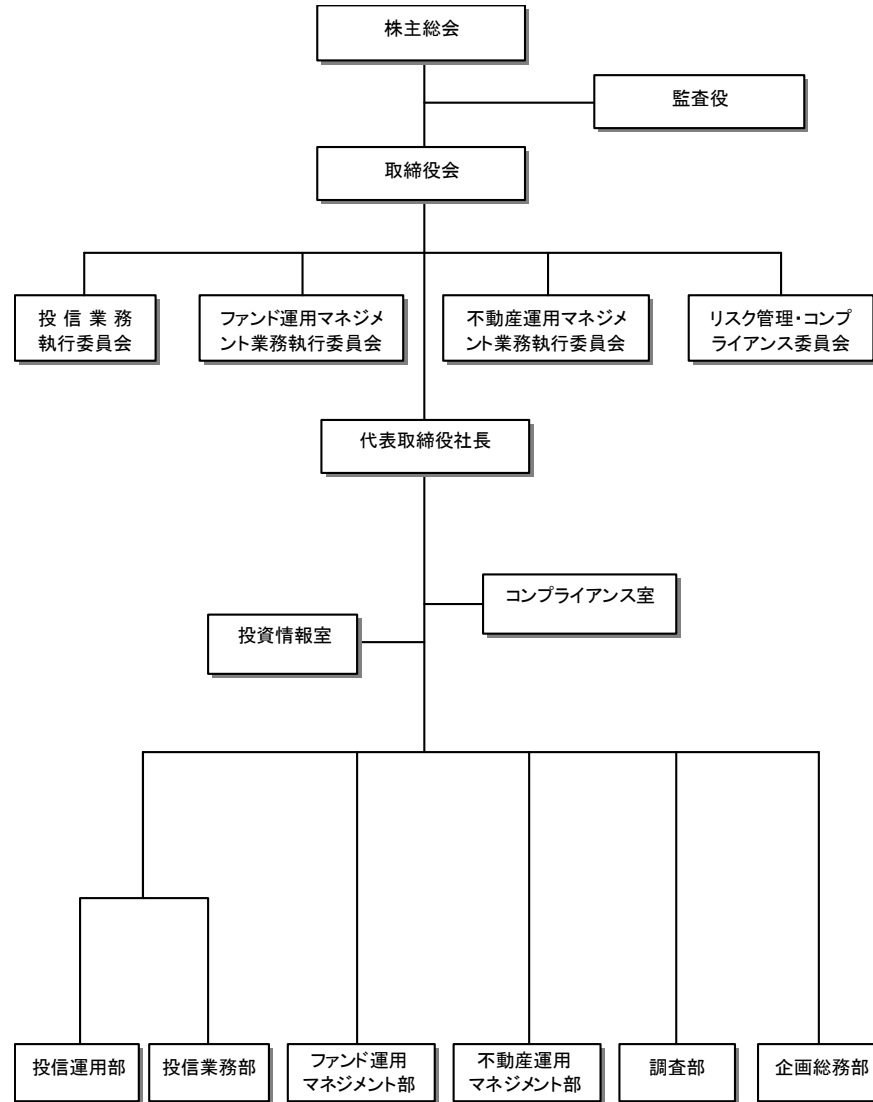 株主総会
監査役
取締役会
投 信 業 務
執行委員会
ファンド運用マネジメ
ント業務執行委員会
不動産運用マネジメ
ント業務執行委員会
リスク管理・コンプ
ライアンス委員会
代表取締役社長
コンプライアンス室
投資情報室
投信運用部
投信業務部
ファンド運用
マネジメント部
不動産運用
マネジメント部
調査部
企画総務部